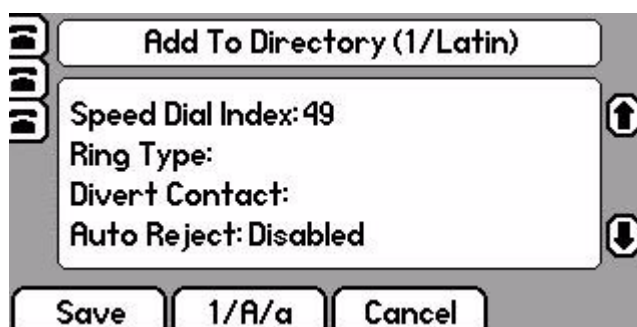 Add To Directory (1/Latin)
Speed Dial Index: 49
Ring Type:
Divert Contact:
Auto Reject: Disabled
Save 1/A/a Cancel